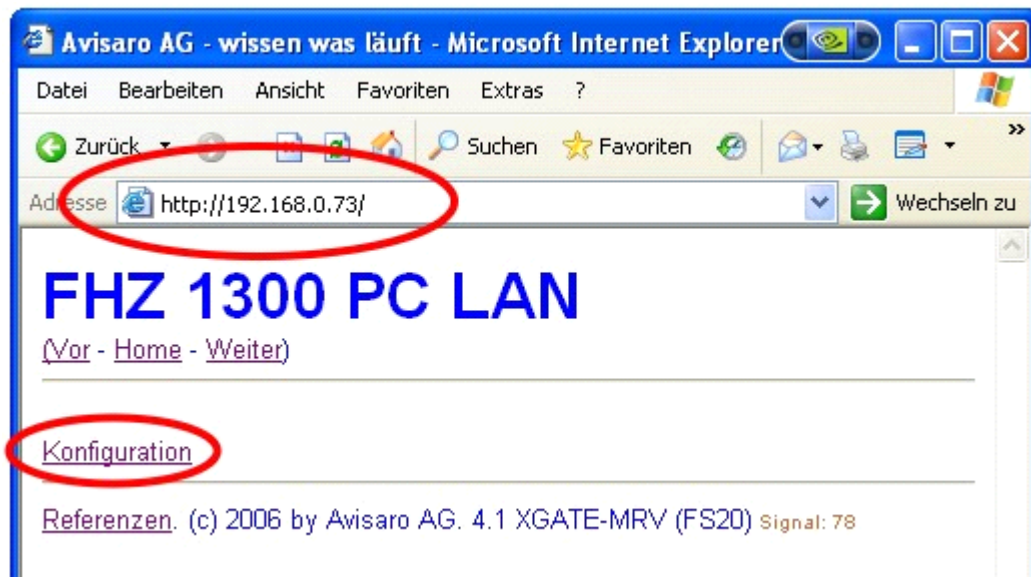 Avisaro AG - wissen was läuft - Microsoft Internet Explorer
Datei Bearbeiten Ansicht Favoriten Extras ?
Zurück Suchen Favoriten »
Adresse http://192.168.0.73/ Wechseln zu
FHZ 1300 PC LAN
(Vor - Home - Weiter)
Konfiguration
Referenzen. (c) 2006 by Avisaro AG. 4.1 XGATE-MRV (FS20) Signal: 78